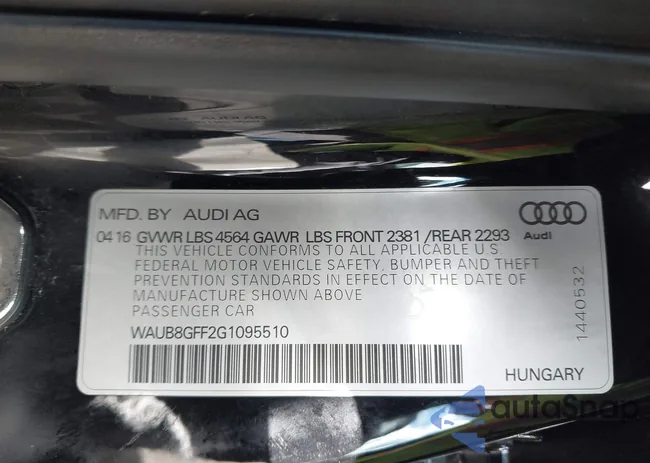 MFD. BY AUDI AG
04 16 GVWR LBS 4564 GAWR LBS FRONT 2381 /REAR 2293
THIS VEHICLE CONFORMS TO ALL APPLICABLE U.S.
FEDERAL MOTOR VEHICLE SAFETY, BUMPER AND THEFT
PREVENTION STANDARDS IN EFFECT ON THE DATE OF
MANUFACTURE SHOWN ABOVE
PASSENGER CAR
WAUB8GFF2G1095510
HUNGARY
Audi
1440532
autoSnap